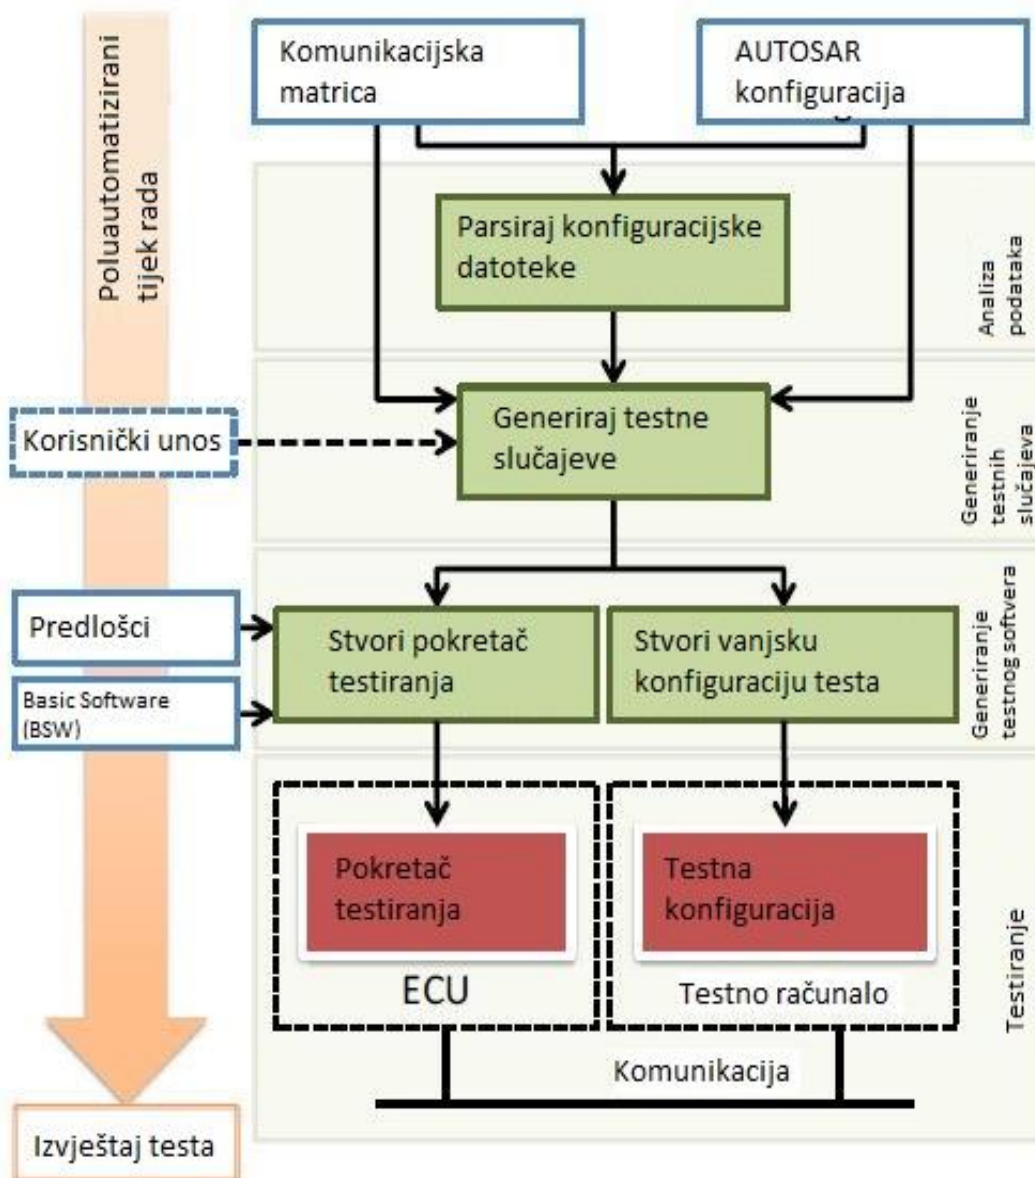 Poluautomatizirani
tijek rada
Komunikacijska
matrica
AUTOSAR
konfiguracija
Parsiraj konfiguracijske
datoteke
Analiza
podataka
Korisnički unos
Generiraj testne
slučajeve
Generiranje
testnih
slučajeva
Predlošci
Basic Software
(BSW)
Stvori pokretač
testiranja
Stvori vanjsku
konfiguraciju testa
Generiranje
testnog softvera
Pokretač
testiranja
ECU
Testna
konfiguracija
Testno računalo
Komunikacija
Testiranje
Izvještaj testa